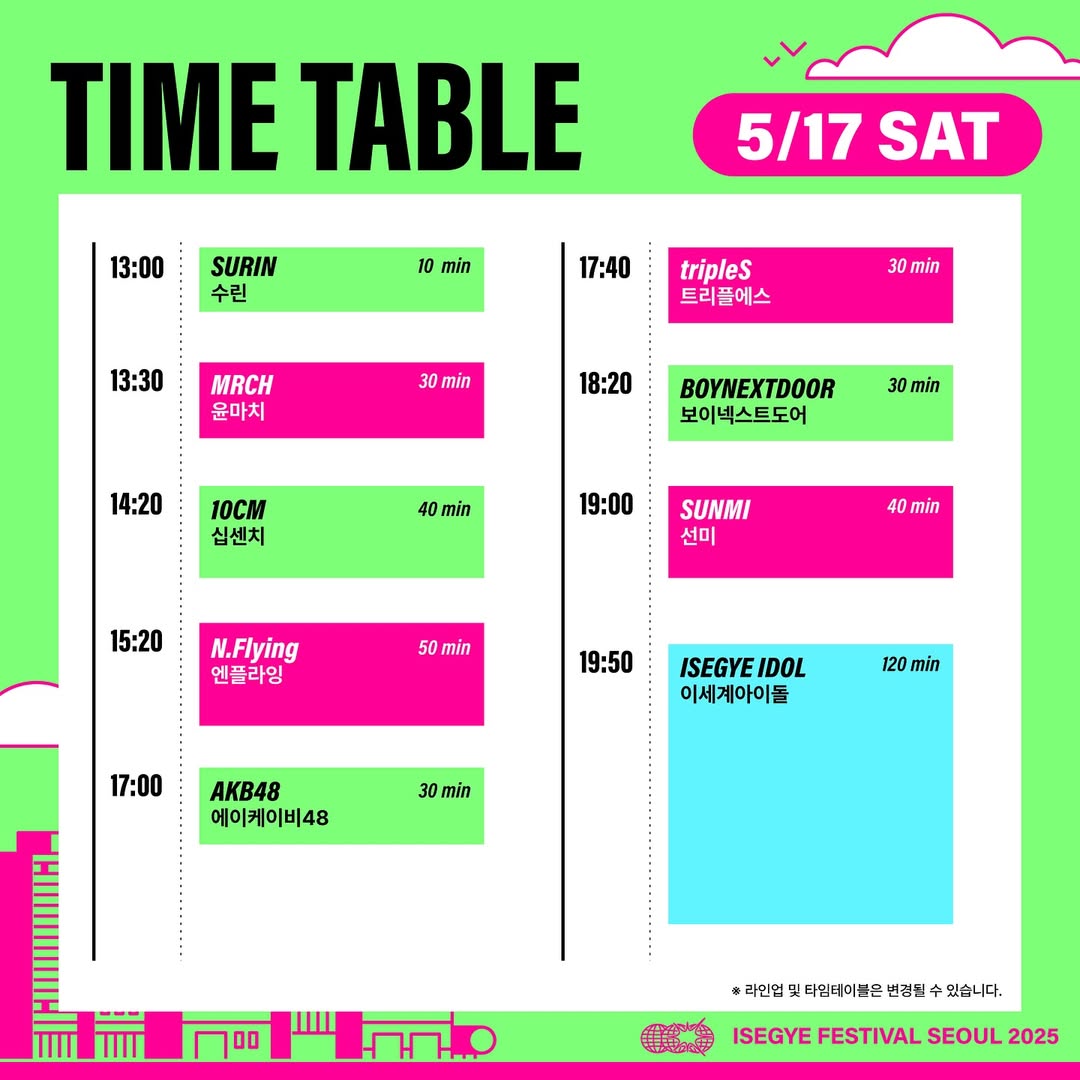 TIME TABLE
5/17 SAT
13:00
SURIN
10 min
수린
13:30
MRCH
30 min
윤마치
14:20
10CM
40 min
십센치
15:20
N.Flying
50 min
엔플라잉
17:00
AKB48
30 min
에이케이비48
17:40
tripleS
30 min
트리플에스
18:20
BOYNEXTDOOR
30 min
보이넥스트도어
19:00
SUNMI
40 min
선미
19:50
ISEGYE IDOL
120 min
이세계아이돌
※ 라인업 및 타임테이블은 변경될 수 있습니다.
ISEGYE FESTIVAL SEOUL 2025